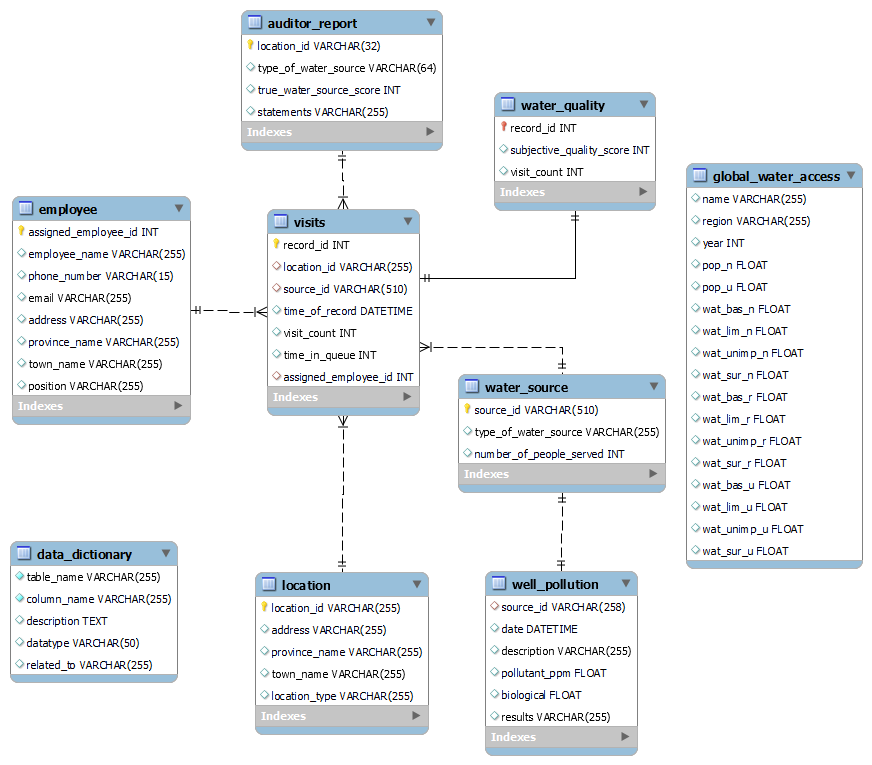 auditor_report
location_id VARCHAR(32)
type_of_water_source VARCHAR(64)
true_water_source_score INT
statements VARCHAR(255)
Indexes
water_quality
record_id INT
subjective_quality_score INT
visit_count INT
Indexes
global_water_access
name VARCHAR(255)
region VARCHAR(255)
year INT
pop_n FLOAT
pop_u FLOAT
wat_bas_n FLOAT
wat_lim_n FLOAT
wat_unimp_n FLOAT
wat_sur_n FLOAT
wat_bas_r FLOAT
wat_lim_r FLOAT
wat_unimp_r FLOAT
wat_sur_r FLOAT
wat_bas_u FLOAT
wat_lim_u FLOAT
wat_unimp_u FLOAT
wat_sur_u FLOAT
employee
assigned_employee_id INT
employee_name VARCHAR(255)
phone_number VARCHAR(15)
email VARCHAR(255)
address VARCHAR(255)
province_name VARCHAR(255)
town_name VARCHAR(255)
position VARCHAR(255)
Indexes
visits
record_id INT
location_id VARCHAR(255)
source_id VARCHAR(510)
time_of_record DATETIME
visit_count INT
time_in_queue INT
assigned_employee_id INT
Indexes
water_source
source_id VARCHAR(510)
type_of_water_source VARCHAR(255)
number_of_people_served INT
Indexes
data_dictionary
table_name VARCHAR(255)
column_name VARCHAR(255)
description TEXT
datatype VARCHAR(50)
related_to VARCHAR(255)
location
location_id VARCHAR(255)
address VARCHAR(255)
province_name VARCHAR(255)
town_name VARCHAR(255)
location_type VARCHAR(255)
Indexes
well_pollution
source_id VARCHAR(258)
date DATETIME
description VARCHAR(255)
pollutant_ppm FLOAT
biological FLOAT
results VARCHAR(255)
Indexes